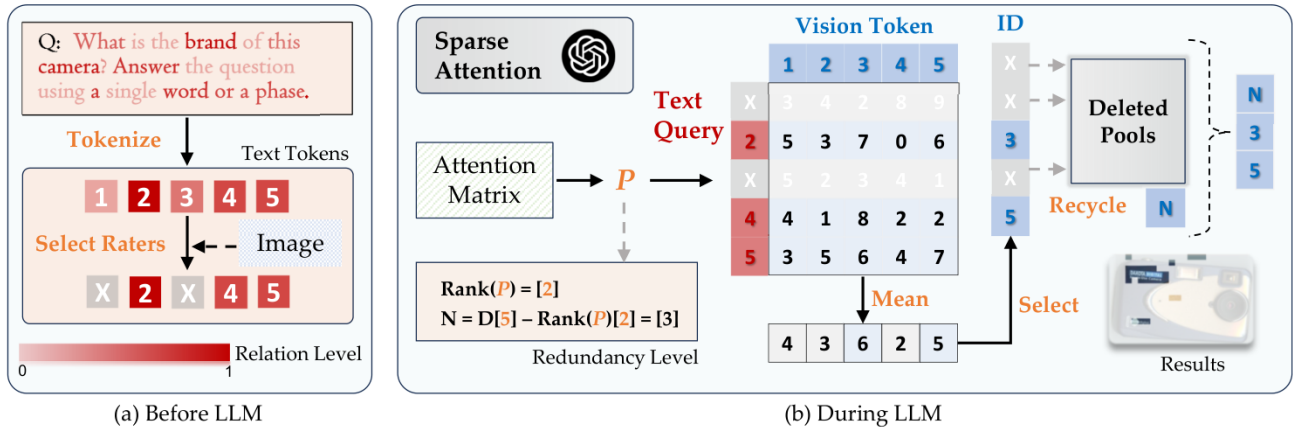 Q: What is the brand of this
camera? Answer the question
using a single word or a phase.
Tokenize
Text Tokens
1 2 3 4 5
Select Raters
Image
X 2 X 4 5
0 1
Relation Level
(a) Before LLM
Sparse
Attention
Attention
Matrix
P
Rank(P) = [2]
N = D[5] – Rank(P)[2] = [3]
Redundancy Level
Vision Token
Text
Query
1 2 3 4 5
X 3 4 2 8 9
2 5 3 7 0 6
X 5 2 3 4 1
4 4 1 8 2 2
5 3 5 6 4 7
Mean
4 3 6 2 5
Select
ID
X
X
3
X
5
Deleted
Pools
Recycle
N
N
3
5
Results
(b) During LLM